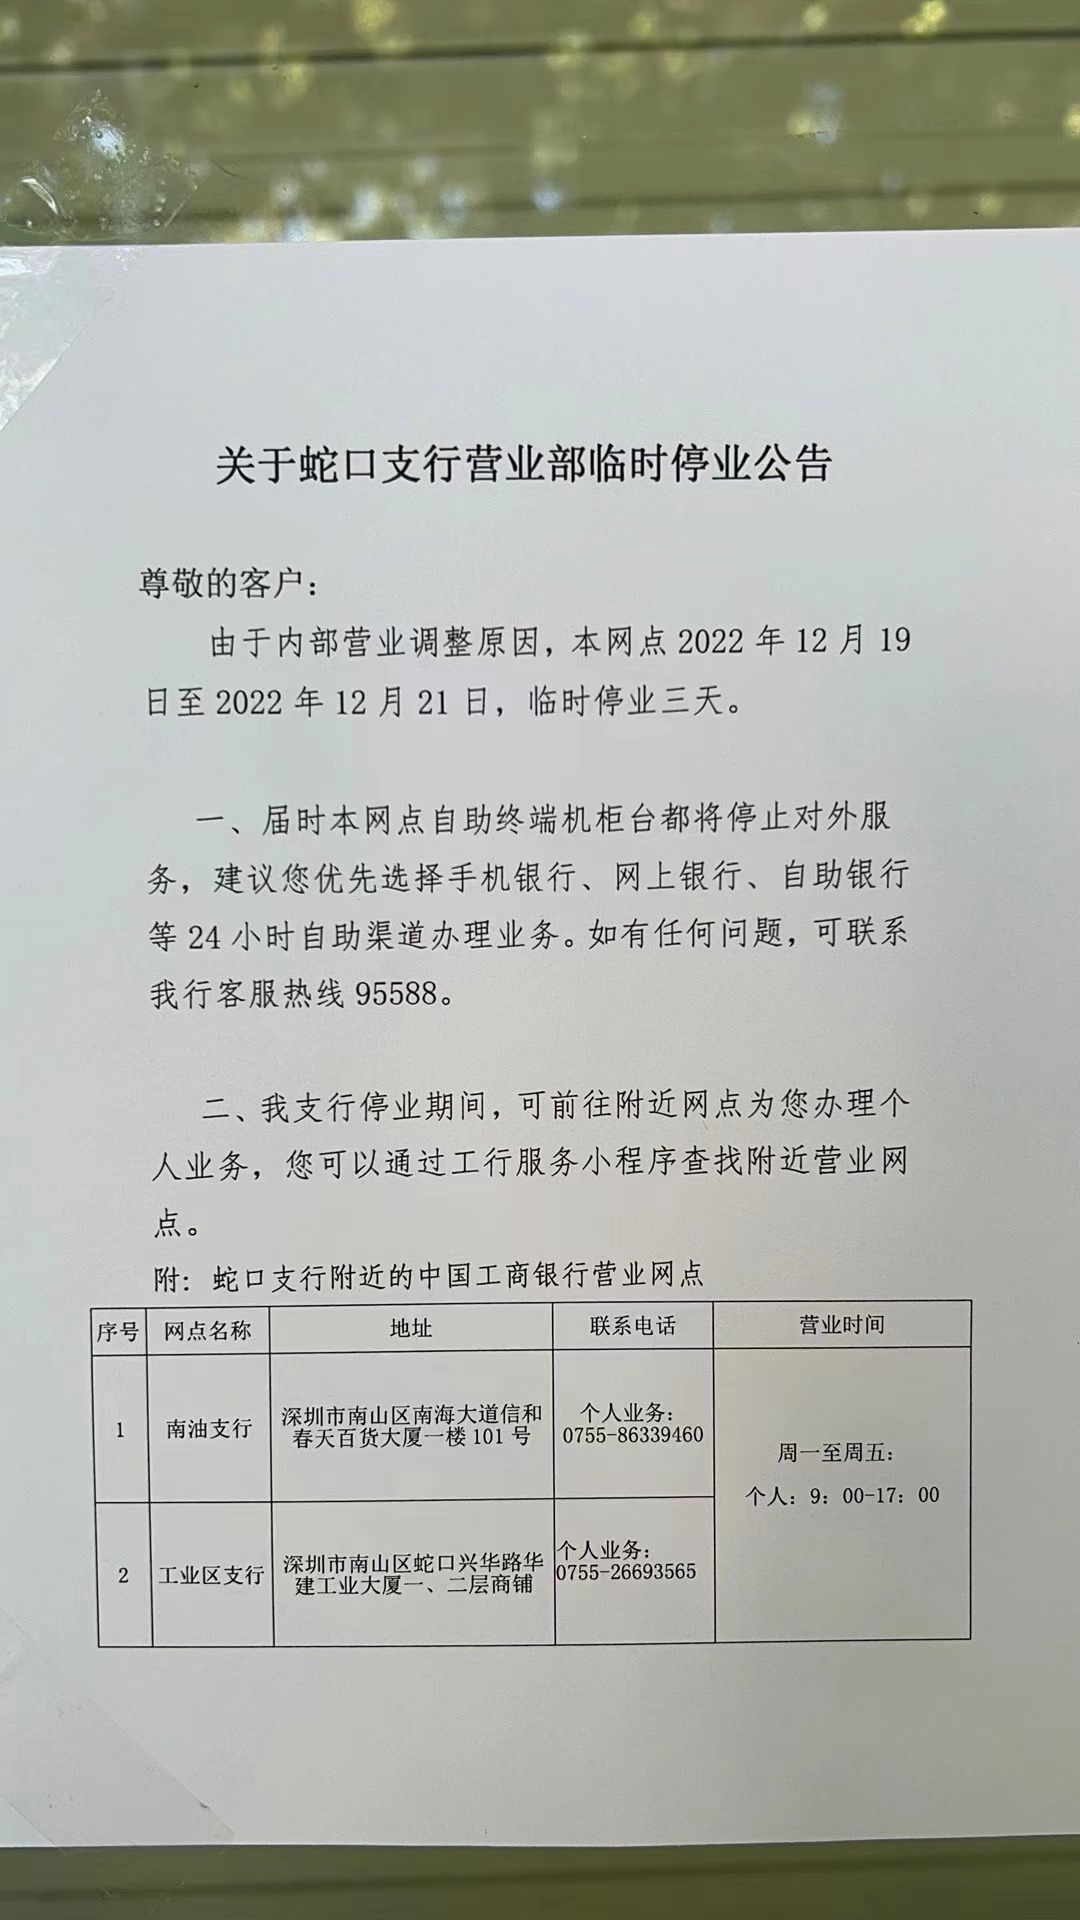 关于蛇口支行营业部临时停业公告
尊敬的客户：
由于内部营业调整原因，本网点 2022 年 12 月 19
日至 2022 年 12 月 21 日，临时停业三天。
一、届时本网点自助终端机柜台都将停止对外服
务，建议您优先选择手机银行、网上银行、自助银行
等 24 小时自助渠道办理业务。如有任何问题，可联系
我行客服热线 95588。
二、我支行停业期间，可前往附近网点为您办理个
人业务，您可以通过工行服务小程序查找附近营业网
点。
附：蛇口支行附近的中国工商银行营业网点
序号 网点名称 地址 联系电话 营业时间
1 南油支行 深圳市南山区南海大道信和
春天百货大厦一楼 101 号 个人业务：
0755-86339460
周一至周五：
个人：9：00-17：00
2 工业区支行 深圳市南山区蛇口兴华路华
建工业大厦一、二层商铺 个人业务：
0755-26693565